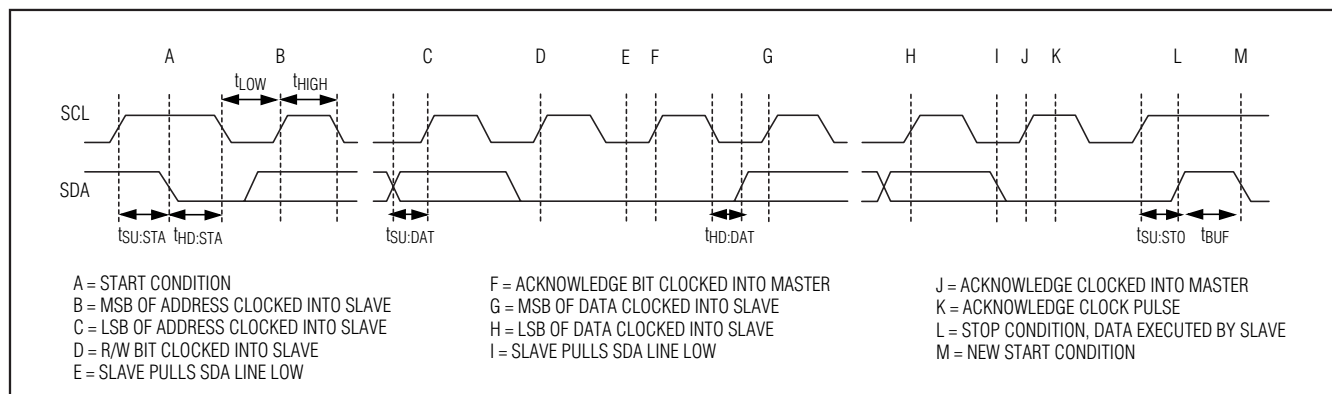 A B C D E F G H I J K L M
tLOW tHIGH
SCL
SDA
tSU:STA tHD:STA tSU:DAT tHD:DAT tSU:STO tBUF
A = START CONDITION
B = MSB OF ADDRESS CLOCKED INTO SLAVE
C = LSB OF ADDRESS CLOCKED INTO SLAVE
D = R/W BIT CLOCKED INTO SLAVE
E = SLAVE PULLS SDA LINE LOW
F = ACKNOWLEDGE BIT CLOCKED INTO MASTER
G = MSB OF DATA CLOCKED INTO SLAVE
H = LSB OF DATA CLOCKED INTO SLAVE
I = SLAVE PULLS SDA LINE LOW
J = ACKNOWLEDGE CLOCKED INTO MASTER
K = ACKNOWLEDGE CLOCK PULSE
L = STOP CONDITION, DATA EXECUTED BY SLAVE
M = NEW START CONDITION